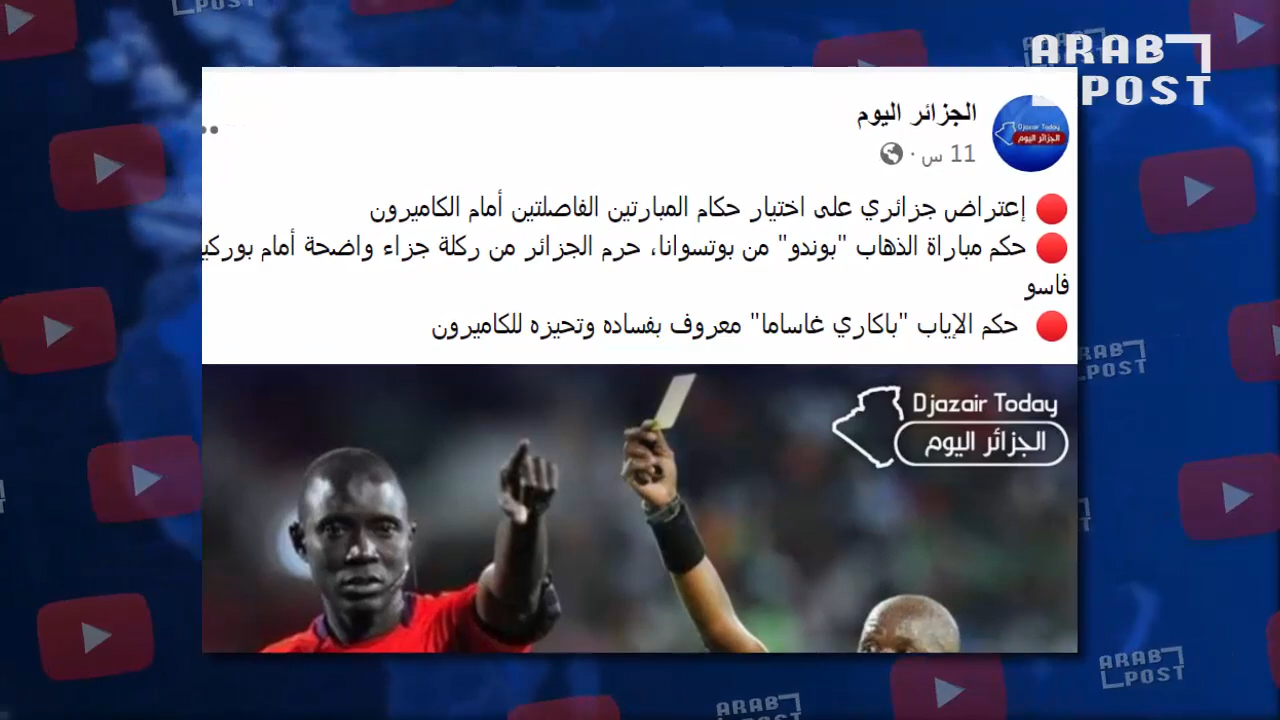 ARAB
POST
الجزائر اليوم
11 س ·
Djazair Today
الجزائر اليوم
إعتراض جزائري على اختيار حكام المبارتين الفاصلتين أمام الكاميرون
حكم مباراة الذهاب "بوندو" من بوتسوانا، حرم الجزائر من ركلة جزاء واضحة أمام بوركي
فاسو
حكم الإياب "باكاري غاساما" معروف بفساده وتحيزه للكاميرون
Djazair Today
الجزائر اليوم
ARAB
POST
ARAB
POST